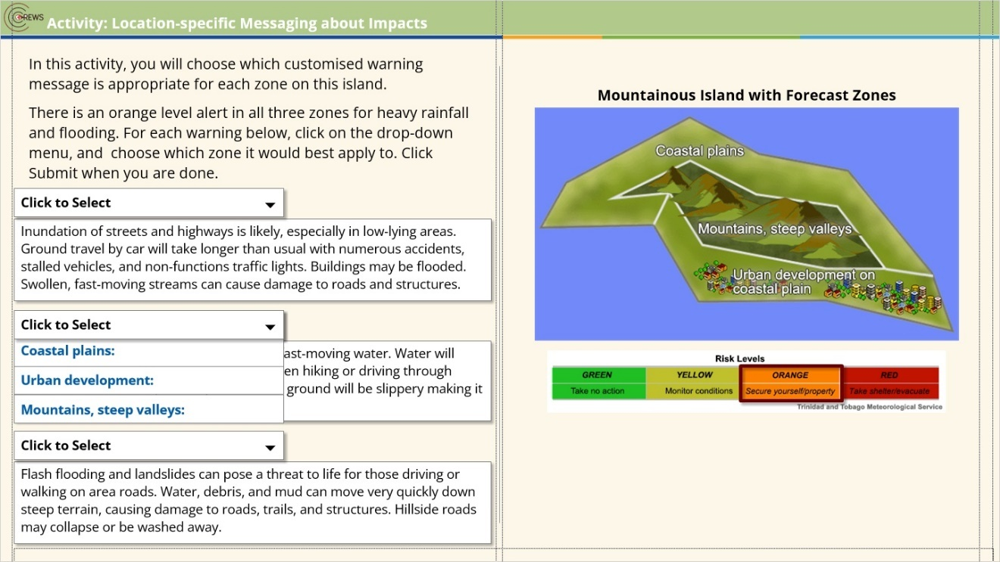 CREWS
Activity: Location-specific Messaging about Impacts
In this activity, you will choose which customised warning
message is appropriate for each zone on this island.
There is an orange level alert in all three zones for heavy rainfall
and flooding. For each warning below, click on the drop-down
menu, and choose which zone it would best apply to. Click
Submit when you are done.
Click to Select
Inundation of streets and highways is likely, especially in low-lying areas.
Ground travel by car will take longer than usual with numerous accidents,
stalled vehicles, and non-functions traffic lights. Buildings may be flooded.
Swollen, fast-moving streams can cause damage to roads and structures.
Click to Select
Coastal plains:
Urban development:
Mountains, steep valleys:
ast-moving water. Water will
en hiking or driving through
ground will be slippery making it
Click to Select
Flash flooding and landslides can pose a threat to life for those driving or
walking on area roads. Water, debris, and mud can move very quickly down
steep terrain, causing damage to roads, trails, and structures. Hillside roads
may collapse or be washed away.
Mountainous Island with Forecast Zones
Coastal plains
Mountains, steep valleys
Urban development on
coastal plain
Risk Levels
GREEN YELLOW ORANGE RED
Take no action Monitor conditions Secure yourself/property Take shelter/evacuate
Trinidad and Tobago Meteorological Service